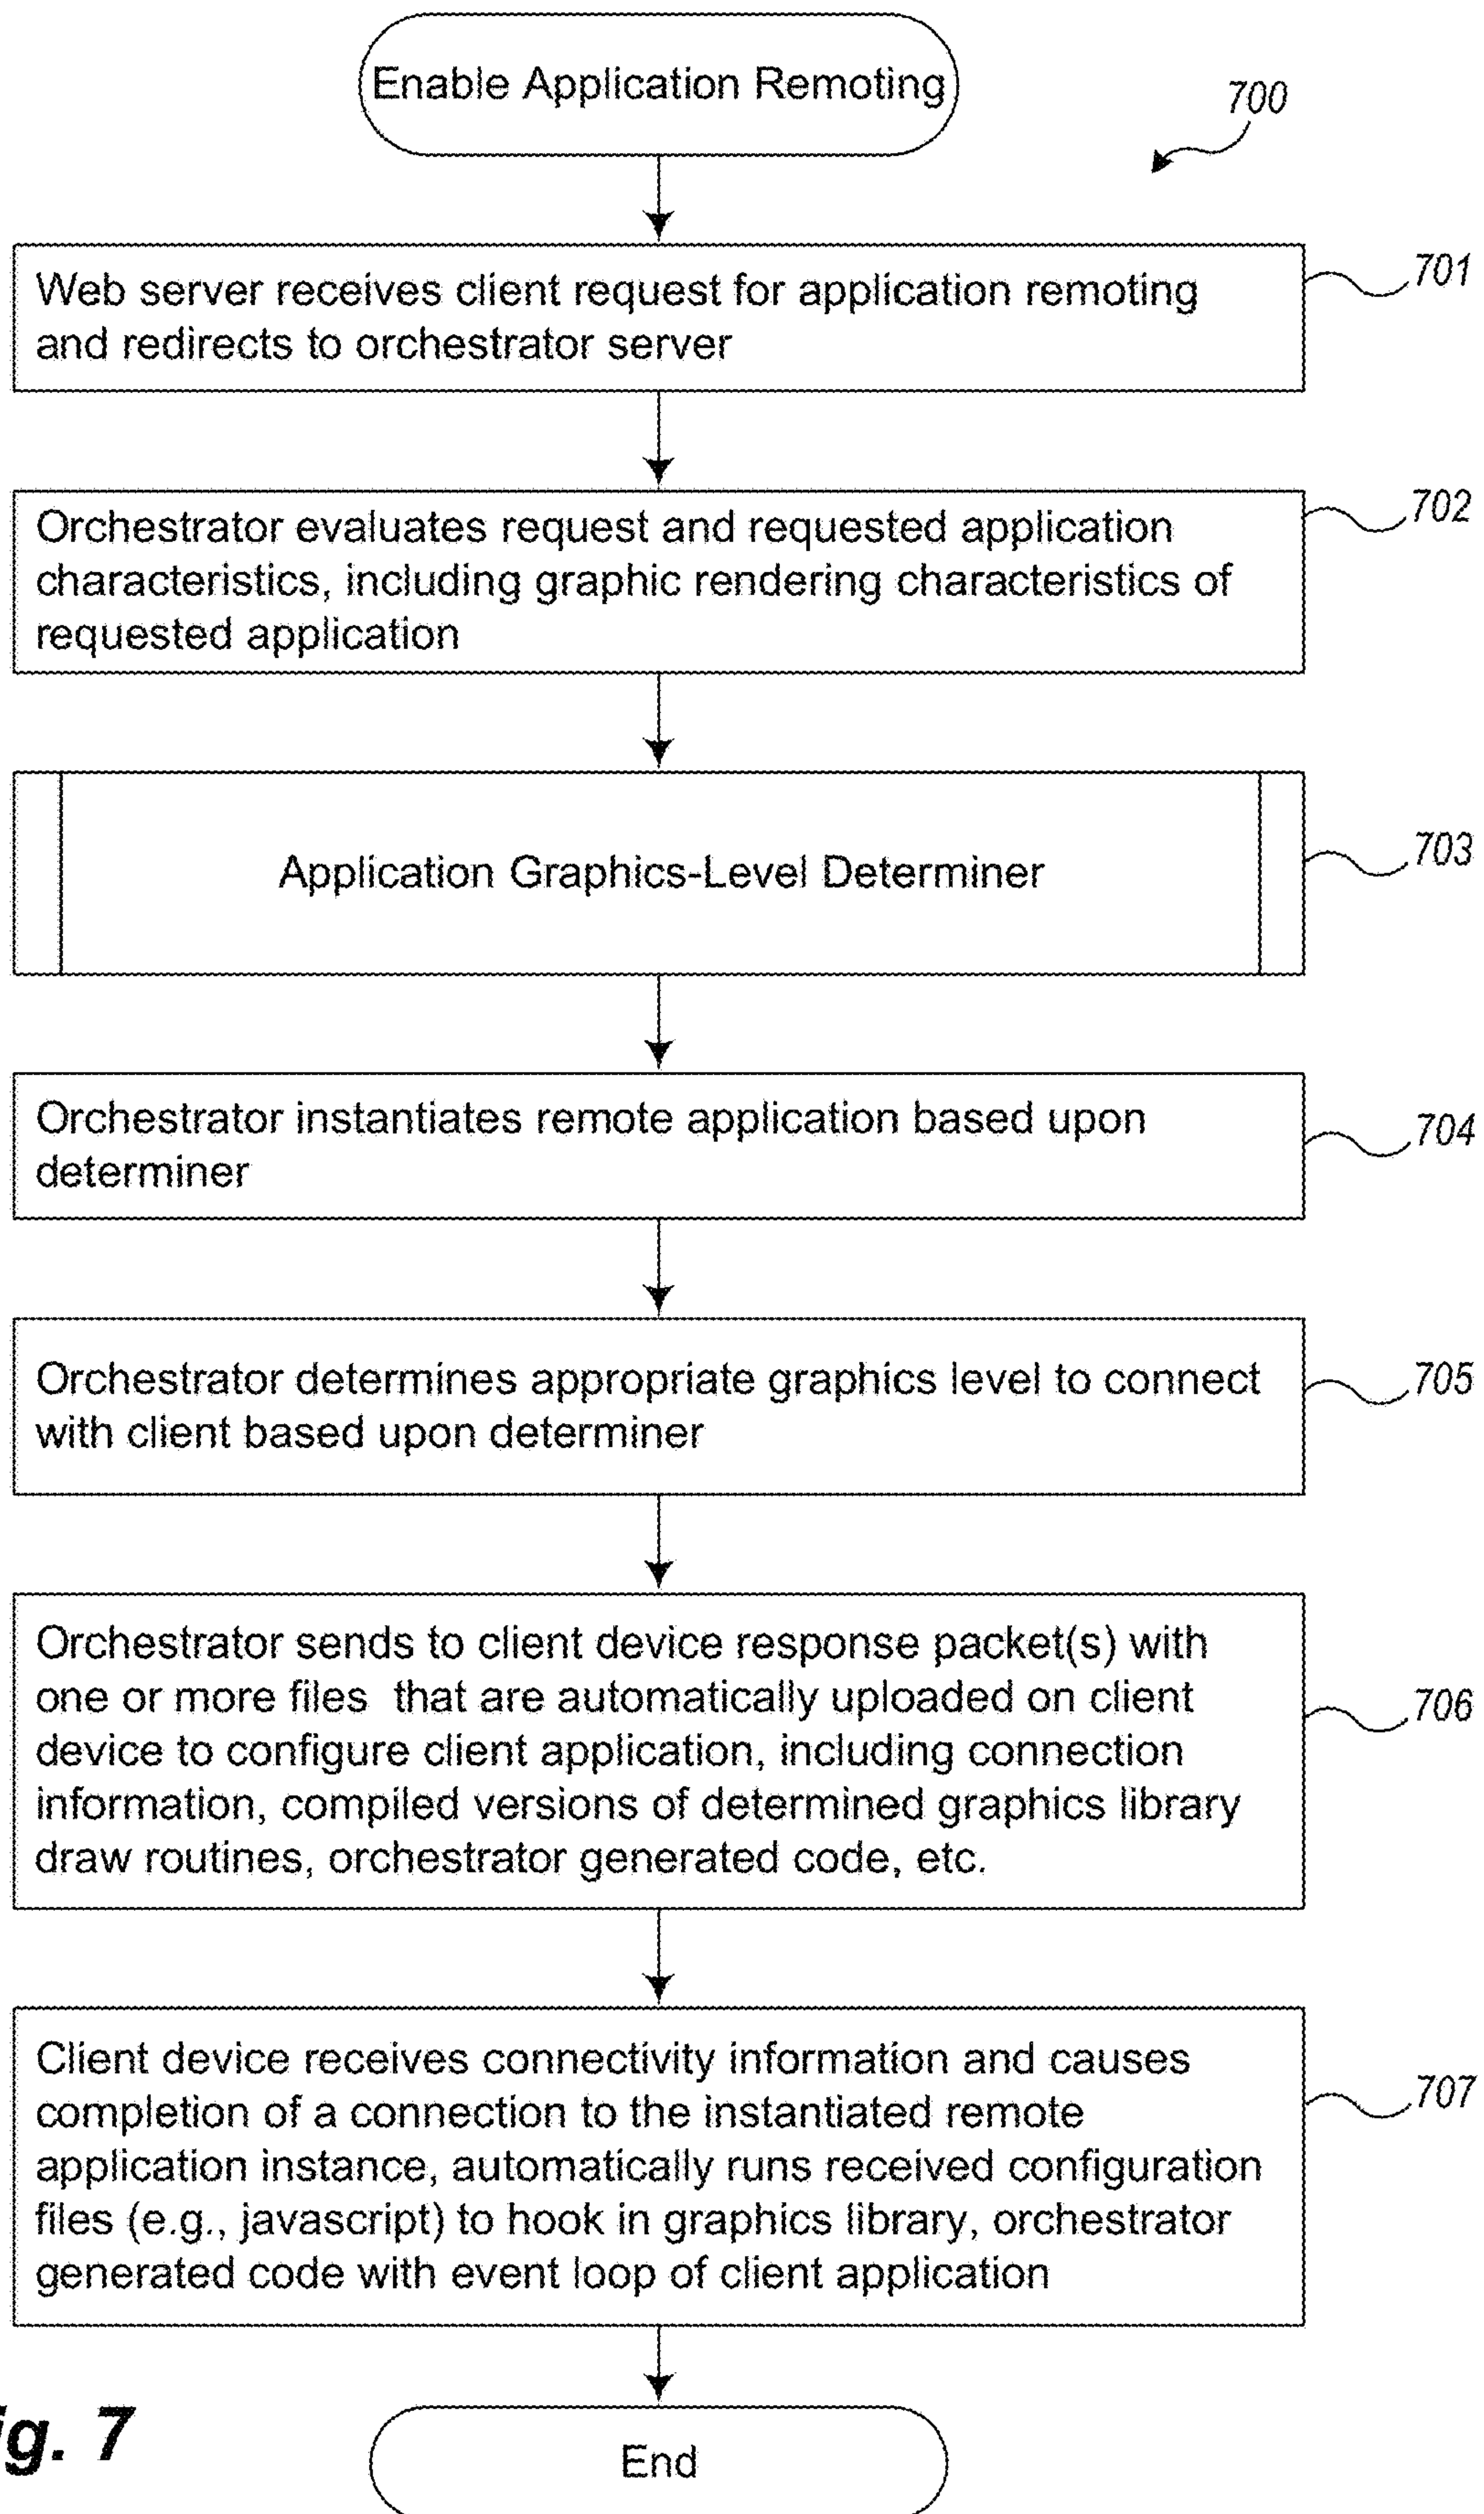 Enable Application Remoting
700
Web server receives client request for application remoting
and redirects to orchestrator server
701
Orchestrator evaluates request and requested application
characteristics, including graphic rendering characteristics of
requested application
702
Application Graphics-Level Determiner
703
Orchestrator instantiates remote application based upon
determiner
704
Orchestrator determines appropriate graphics level to connect
with client based upon determiner
705
Orchestrator sends to client device response packet(s) with
one or more files that are automatically uploaded on client
device to configure client application, including connection
information, compiled versions of determined graphics library
draw routines, orchestrator generated code, etc.
706
Client device receives connectivity information and causes
completion of a connection to the instantiated remote
application instance, automatically runs received configuration
files (e.g., javascript) to hook in graphics library, orchestrator
generated code with event loop of client application
707
ig. 7
End